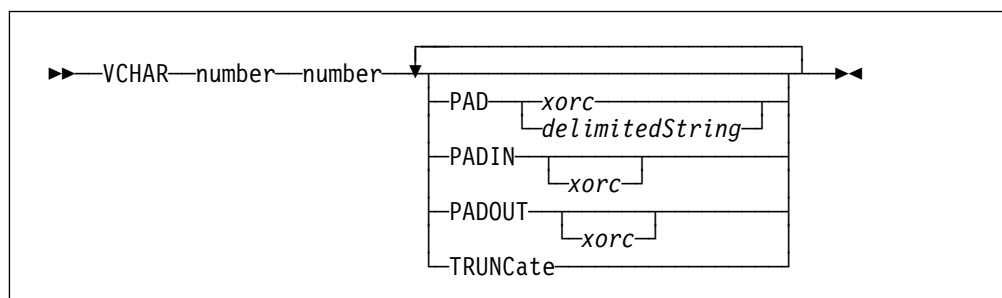 ►►──VCHAR──number──number──►◄
PAD──xorc
delimitedString
PADIN
xorc
PADOUT
xorc
TRUNCate